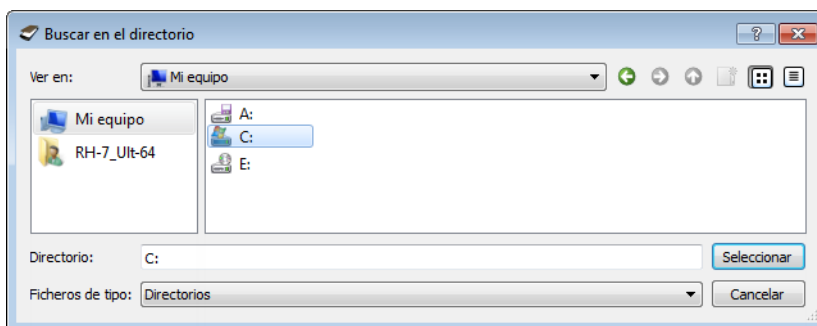 Buscar en el directorio
Ver en: Mi equipo
Mi equipo
RH-7_Ult-64
A:
C:
E:
Directorio: C: Seleccionar
Ficheros de tipo: Directorios Cancelar